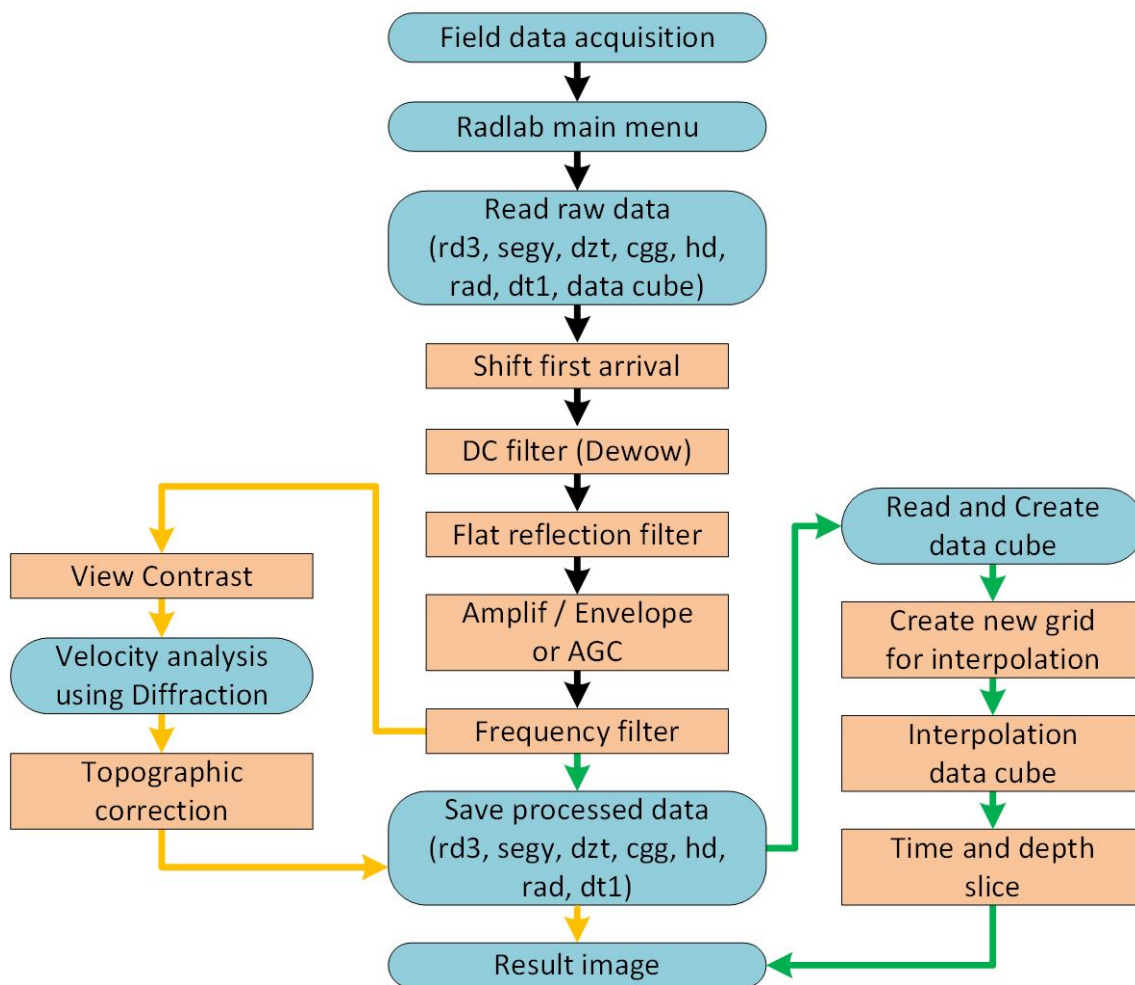 Field data acquisition
Radlab main menu
Read raw data
(rd3, segy, dzt, cgg, hd,
rad, dt1, data cube)
Shift first arrival
DC filter (Dewow)
Flat reflection filter
Amplif / Envelope
or AGC
Frequency filter
View Contrast
Velocity analysis
using Diffraction
Topographic
correction
Save processed data
(rd3, segy, dzt, cgg, hd,
rad, dt1)
Read and Create
data cube
Create new grid
for interpolation
Interpolation
data cube
Time and depth
slice
Result image